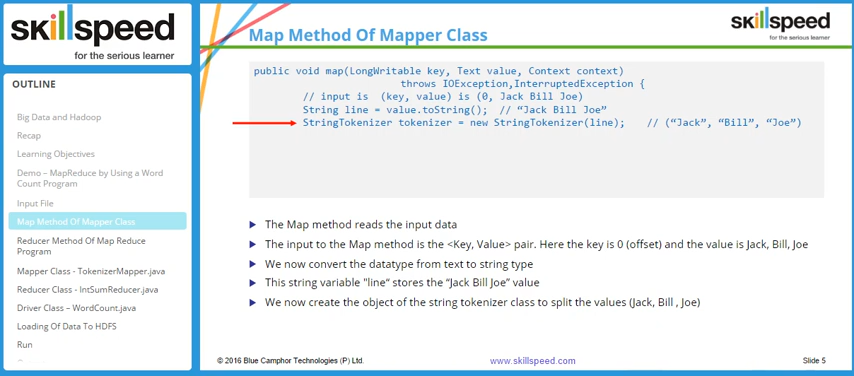 skillspeed
for the serious learner
OUTLINE
Big Data and Hadoop
Recap
Learning Objectives
Demo – MapReduce by Using a Word
Count Program
Input File
Map Method Of Mapper Class
Reducer Method Of Map Reduce
Program
Mapper Class - TokenizerMapper.java
Reducer Class - IntSumReducer.java
Driver Class – WordCount.java
Loading Of Data To HDFS
Run
Map Method Of Mapper Class
skillspeed
for the serious learner
public void map(LongWritable key, Text value, Context context)
throws IOException,InterruptedException {
// input is (key, value) is (0, Jack Bill Joe)
String line = value.toString(); // “Jack Bill Joe”
StringTokenizer tokenizer = new StringTokenizer(line); // (“Jack”, “Bill”, “Joe”)
The Map method reads the input data
The input to the Map method is the <Key, Value> pair. Here the key is 0 (offset) and the value is Jack, Bill, Joe
We now convert the datatype from text to string type
This string variable "line" stores the “Jack Bill Joe” value
We now create the object of the string tokenizer class to split the values (Jack, Bill , Joe)
© 2016 Blue Camphor Technologies (P) Ltd.
www.skillspeed.com
Slide 5